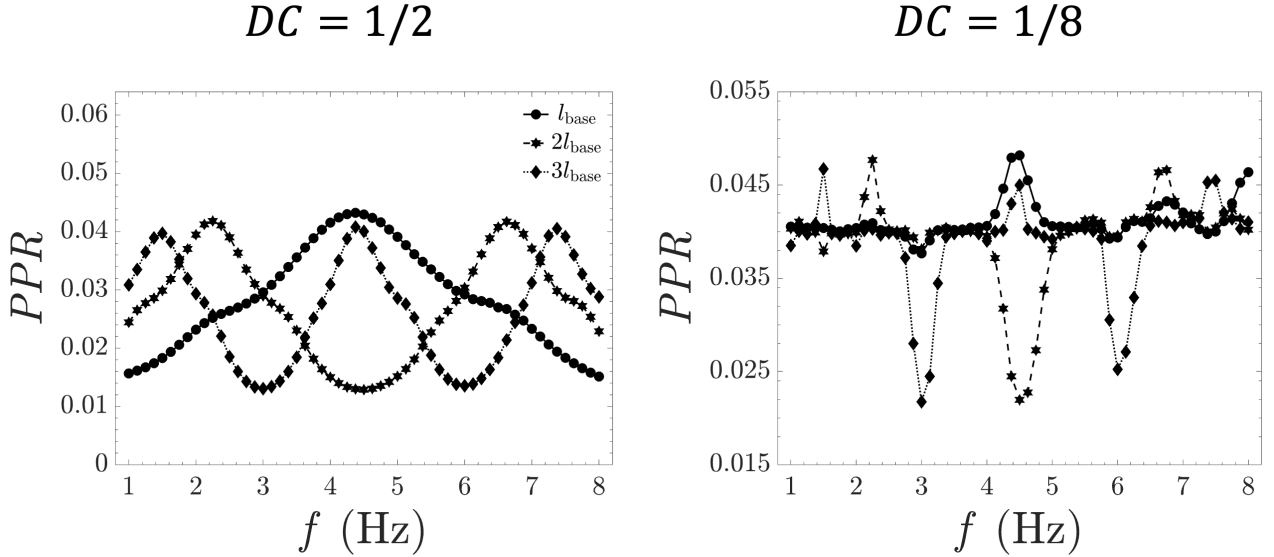 DC = 1/2
0.06
0.05
0.04
0.03
0.02
0.01
0
PPR
1 2 3 4 5 6 7 8
f (Hz)
l_base
2l_base
3l_base
DC = 1/8
0.055
0.045
0.035
0.025
0.015
PPR
1 2 3 4 5 6 7 8
f (Hz)